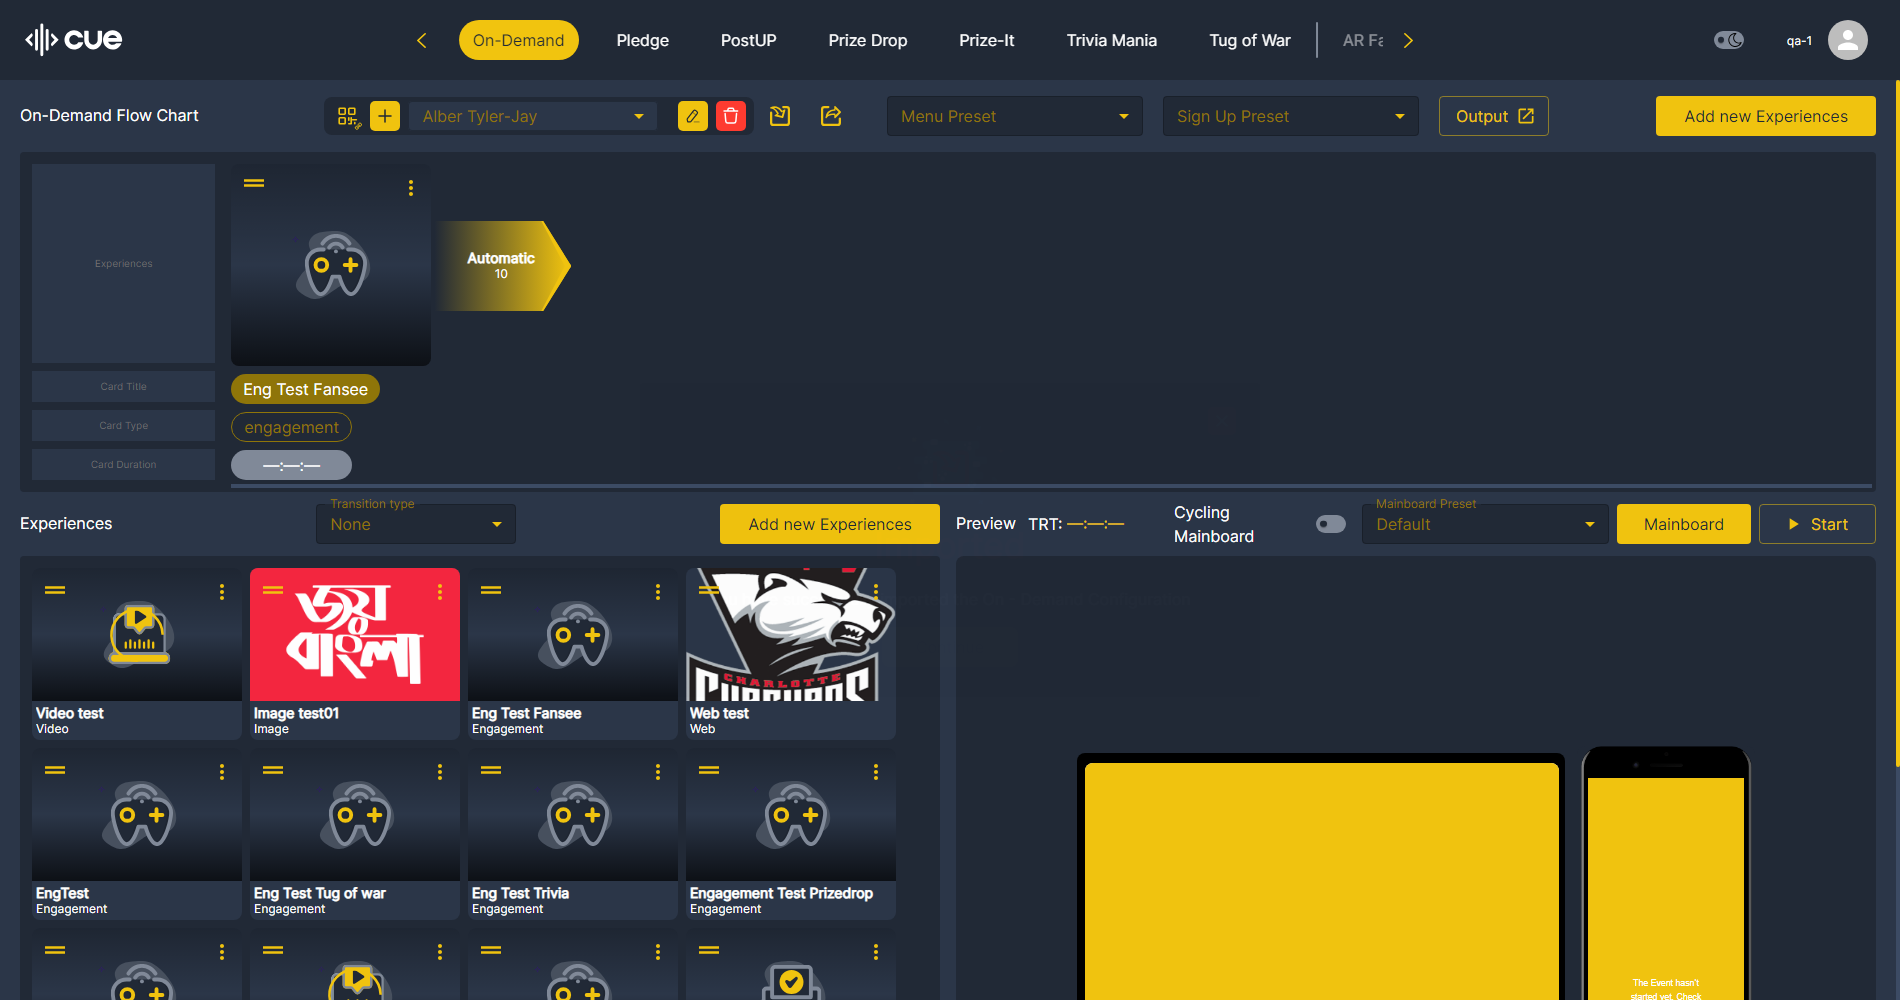 cue
On-Demand
Pledge
PostUP
Prize Drop
Prize-It
Trivia Mania
Tug of War
AR Fa
qa-1
On-Demand Flow Chart
Alber Tyler-Jay
Menu Preset
Sign Up Preset
Output
Add new Experiences
Experiences
Automatic
10
Card Title
Eng Test Fansee
Card Type
engagement
Card Duration
—:—:—
Experiences
Transition type
None
Add new Experiences
Preview
TRT: —:—:—
Cycling
Mainboard
Mainboard Preset
Default
Mainboard
Start
জয়
বাংলা
CHARLOTTE
Video test
Video
Image test01
Image
Eng Test Fansee
Engagement
Web test
Web
EngTest
Engagement
Eng Test Tug of war
Engagement
Eng Test Trivia
Engagement
Engagement Test Prizedrop
Engagement
The Event hasn't
started yet. Check